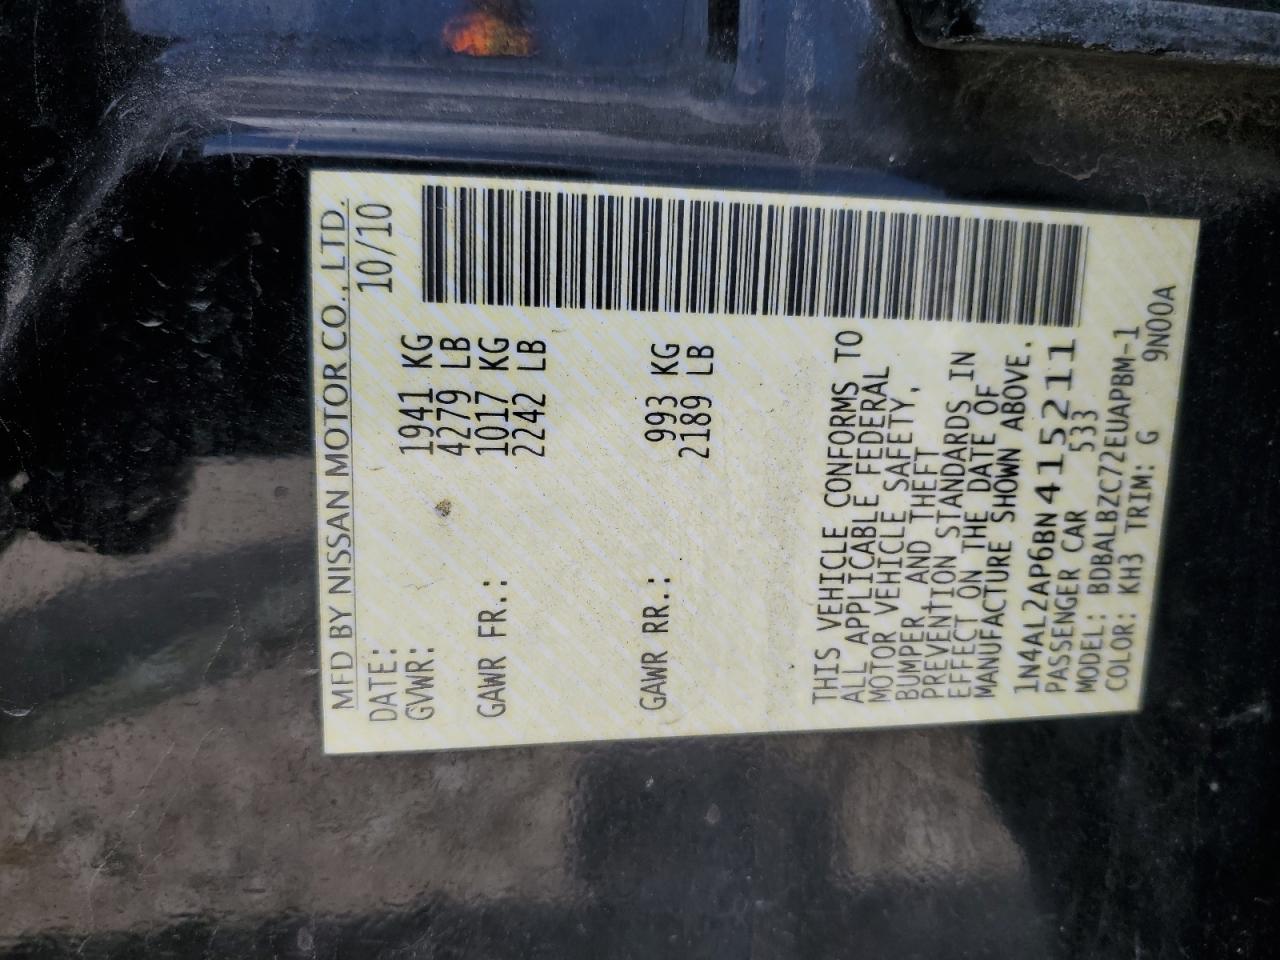 MFD BY NISSAN MOTOR CO., LTD.
DATE: 10/10
GVWR: 1941 KG
4279 LB
GAWR FR.: 1017 KG
2242 LB
GAWR RR.: 993 KG
2189 LB
THIS VEHICLE CONFORMS TO
ALL APPLICABLE FEDERAL
MOTOR VEHICLE SAFETY,
BUMPER AND THEFT
PREVENTION STANDARDS IN
EFFECT ON THE DATE OF
MANUFACTURE SHOWN ABOVE.
1N4AL2AP6BN415211
PASSENGER CAR 533
MODEL: BDBALBZC72EUAPBM-1
COLOR: KH3 TRIM: G 9N00A